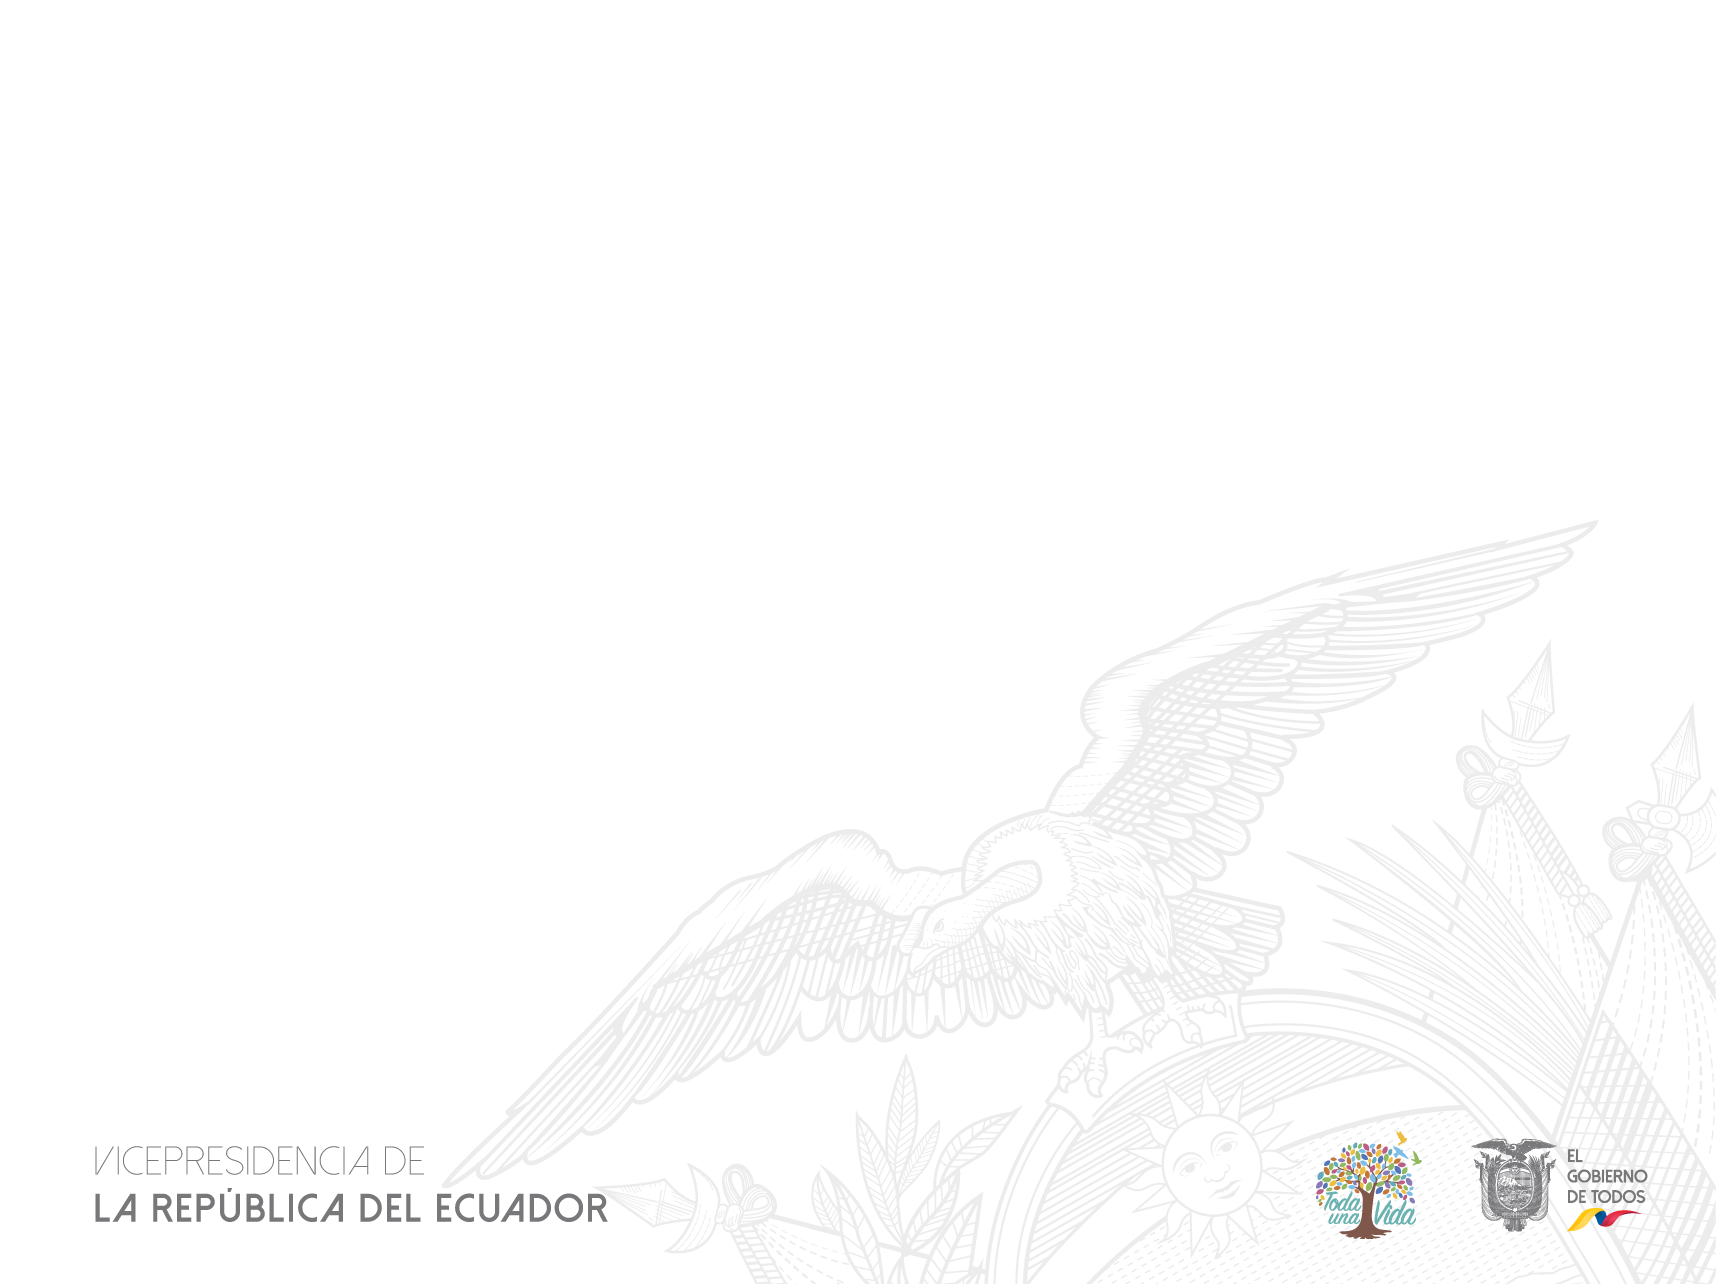 VICEPRESIDENCIA DE
LA REPÚBLICA DEL ECUADOR
Toda
una Vida
EL
GOBIERNO
DE TODOS